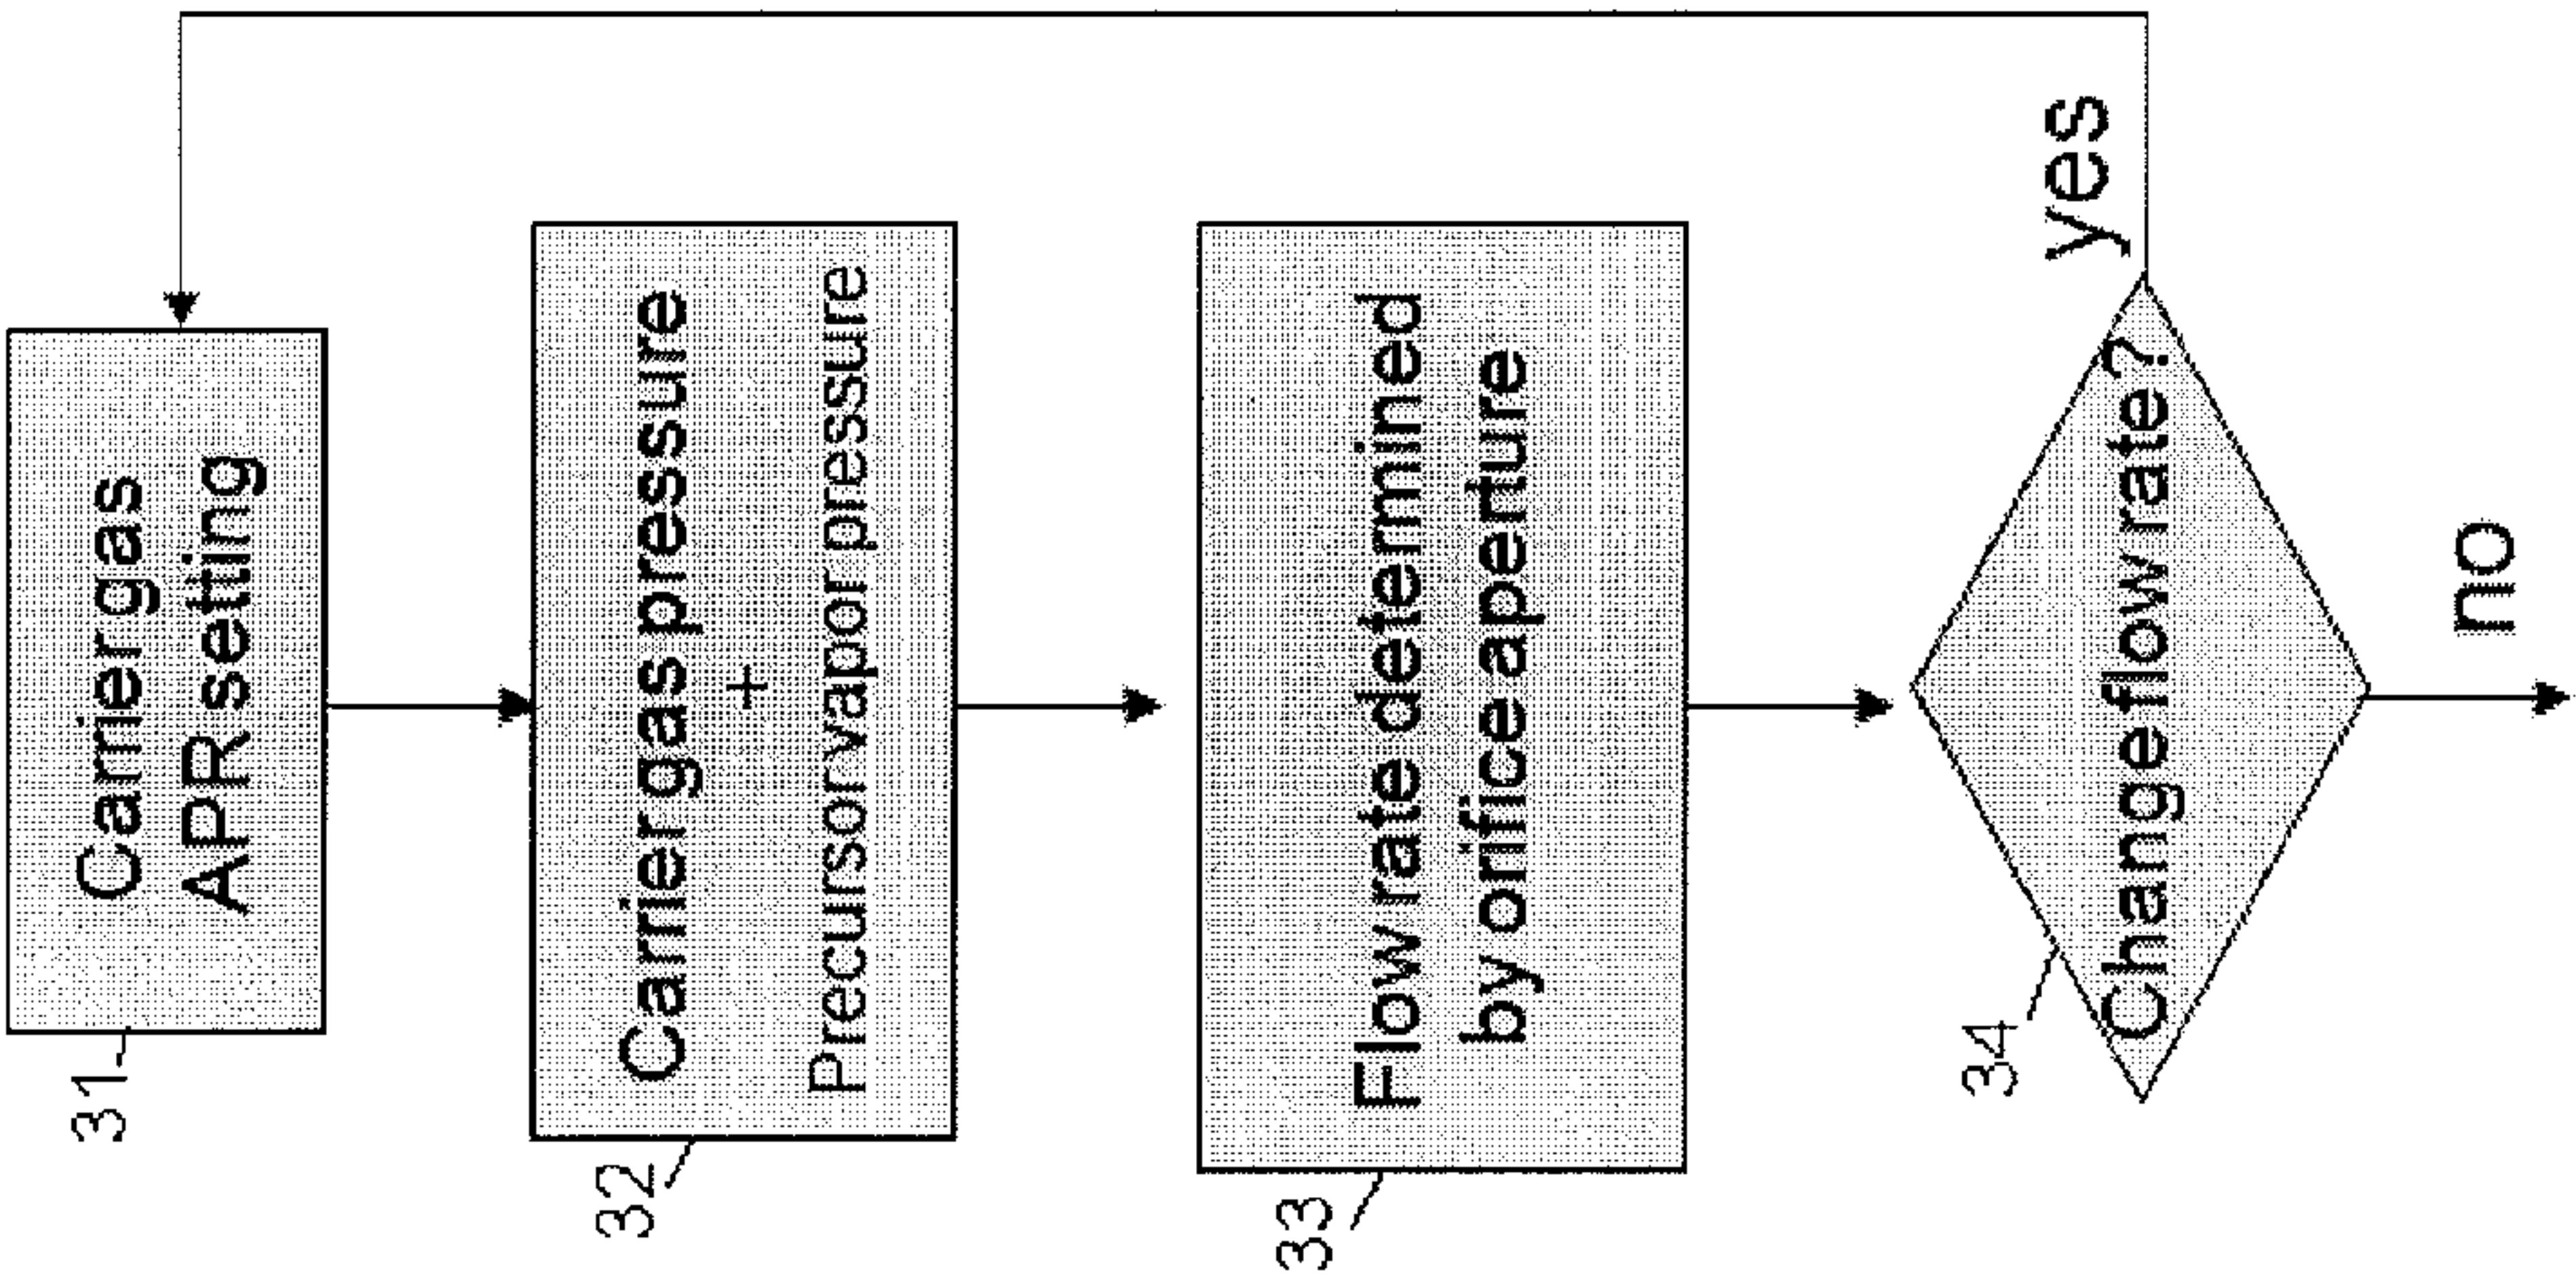 31
Carrier gas
APR setting
32
Carrier gas pressure
+
Precursor vapor pressure
33
Flow rate determined
by orifice aperture
34
Change flow rate?
yes
no